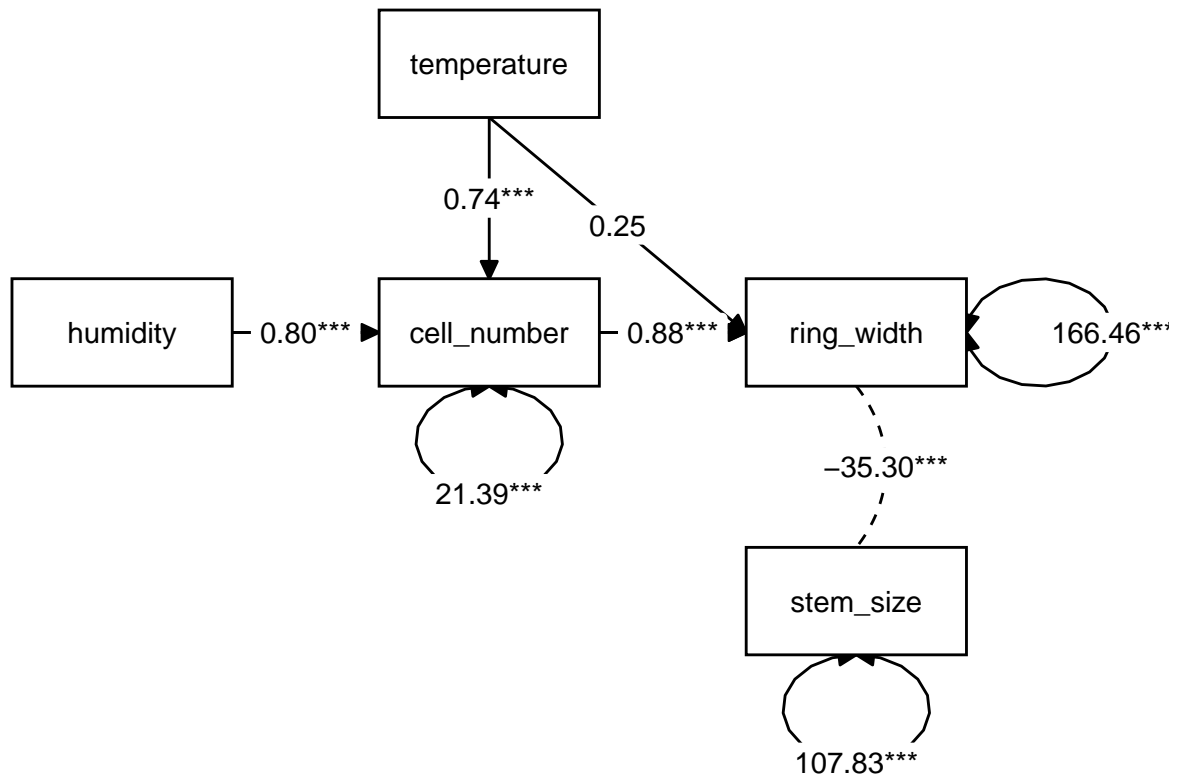 temperature
0.74***
0.25
humidity
0.80***
cell_number
0.88***
ring_width
166.46***
21.39***
–35.30***
stem_size
107.83***